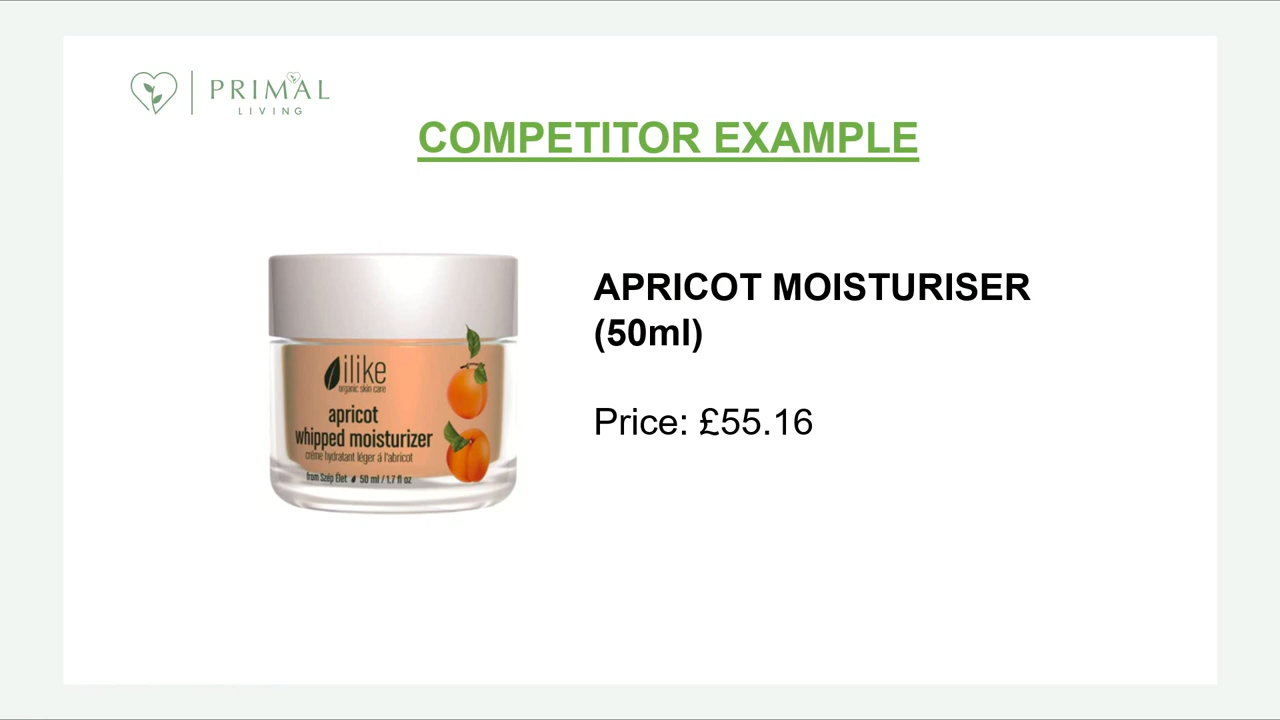 PRIMAL
LIVING
COMPETITOR EXAMPLE
ilike
organic skin care
apricot
whipped moisturizer
crème hydratant léger á l'abricot
from Szép Élet 50 ml / 1.7 fl oz
APRICOT MOISTURISER
(50ml)
Price: £55.16